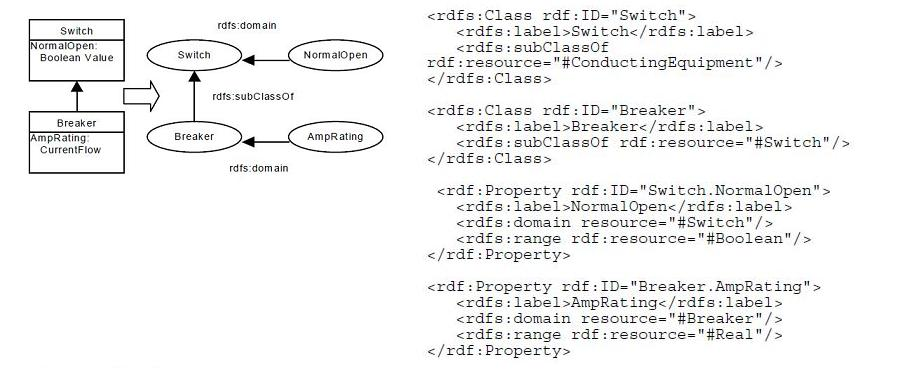 rdfs:domain
Switch
NormalOpen:
Boolean Value
Switch
NormalOpen
rdfs:subClassOf
Breaker
AmpRating:
CurrentFlow
Breaker
AmpRating
rdfs:domain
<rdfs:Class rdf:ID="Switch">
<rdfs:label>Switch</rdfs:label>
<rdfs:subClassOf
rdf:resource="#ConductingEquipment"/>
</rdfs:Class>
<rdfs:Class rdf:ID="Breaker">
<rdfs:label>Breaker</rdfs:label>
<rdfs:subClassOf rdf:resource="#Switch"/>
</rdfs:Class>
<rdf:Property rdf:ID="Switch.NormalOpen">
<rdfs:label>NormalOpen</rdfs:label>
<rdfs:domain resource="#Switch"/>
<rdfs:range rdf:resource="#Boolean"/>
</rdf:Property>
<rdf:Property rdf:ID="Breaker.AmpRating">
<rdfs:label>AmpRating</rdfs:label>
<rdfs:domain resource="#Breaker"/>
<rdfs:range rdf:resource="#Real"/>
</rdf:Property>